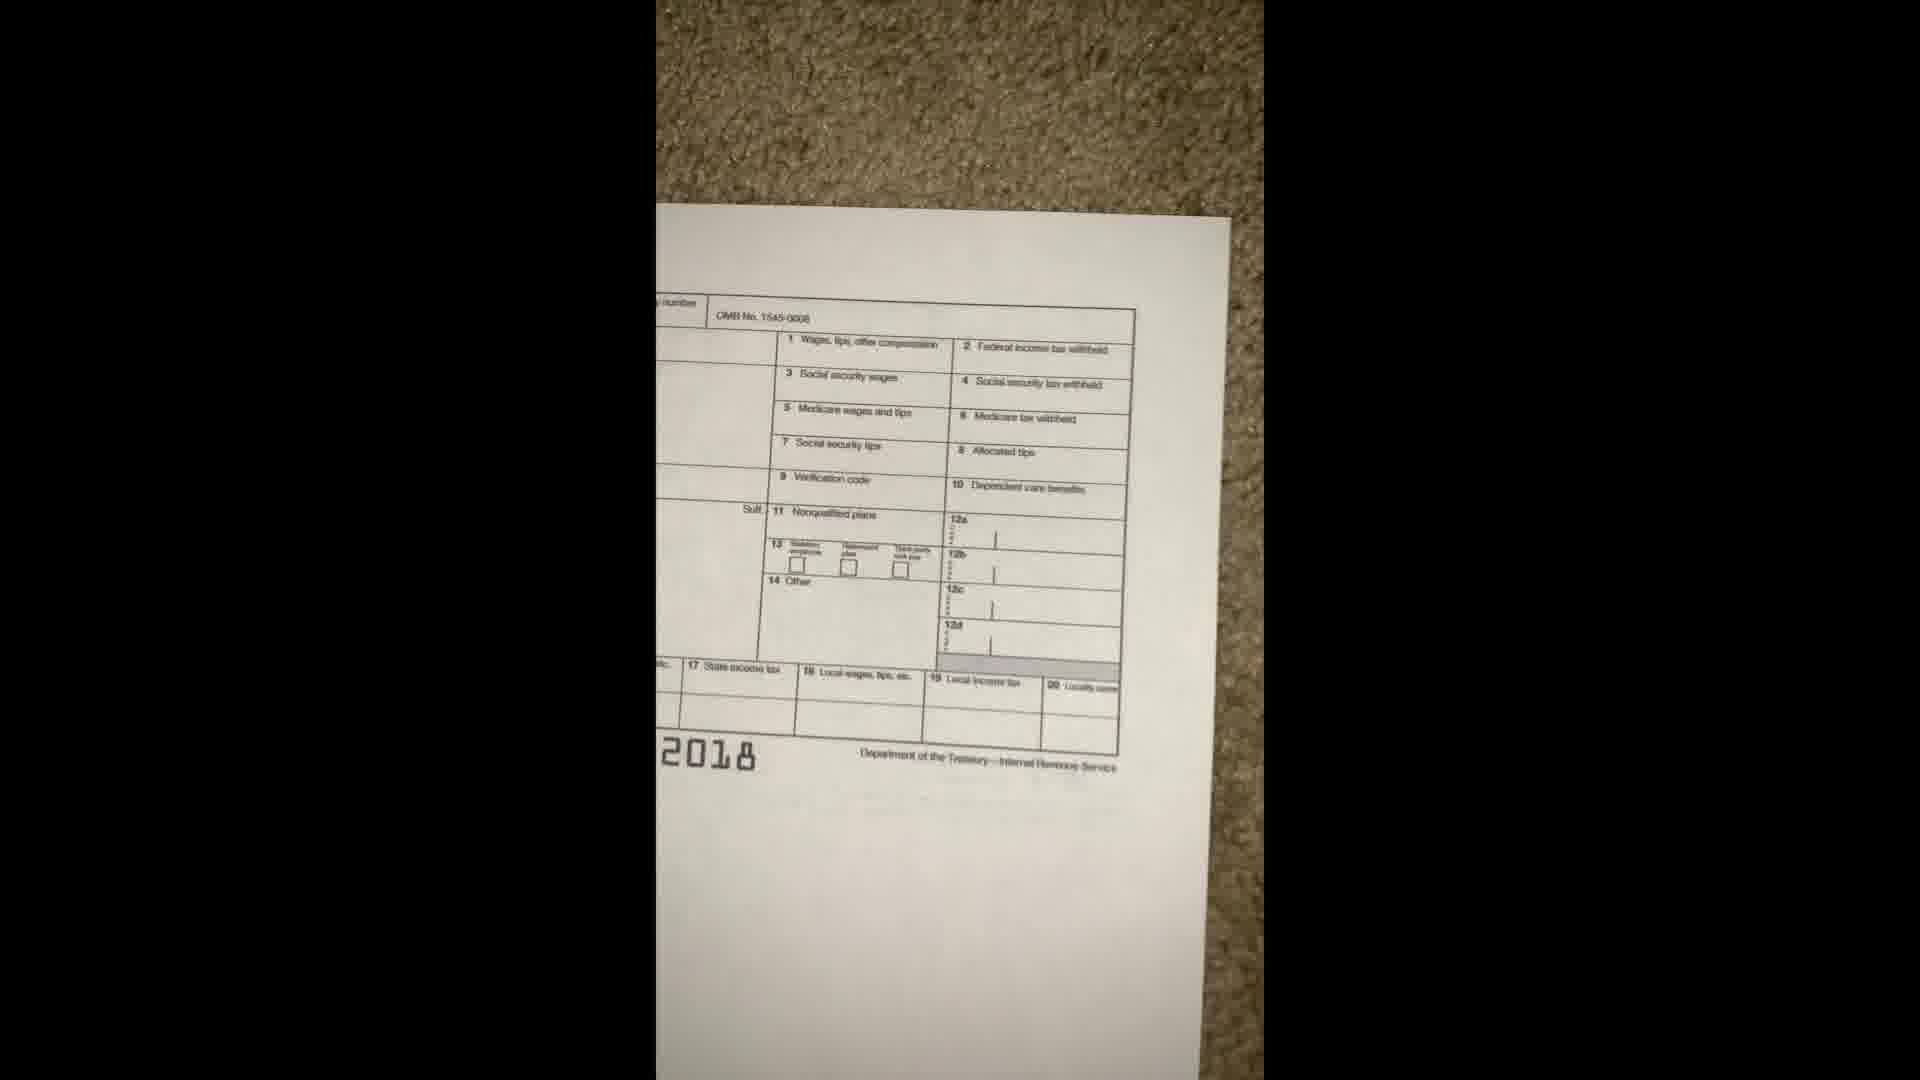 y number
OMB No. 1545-0008
1 Wages, tips, other compensation
2 Federal income tax withheld
3 Social security wages
4 Social security tax withheld
5 Medicare wages and tips
6 Medicare tax withheld
7 Social security tips
8 Allocated tips
9 Verification code
10 Dependent care benefits
Suff.
11 Nonqualified plans
12a
13 Statutory employee
Retirement plan
Third-party sick pay
12b
14 Other
12c
12d
etc.
17 State income tax
18 Local wages, tips, etc.
19 Local income tax
20 Locality name
2018
Department of the Treasury—Internal Revenue Service